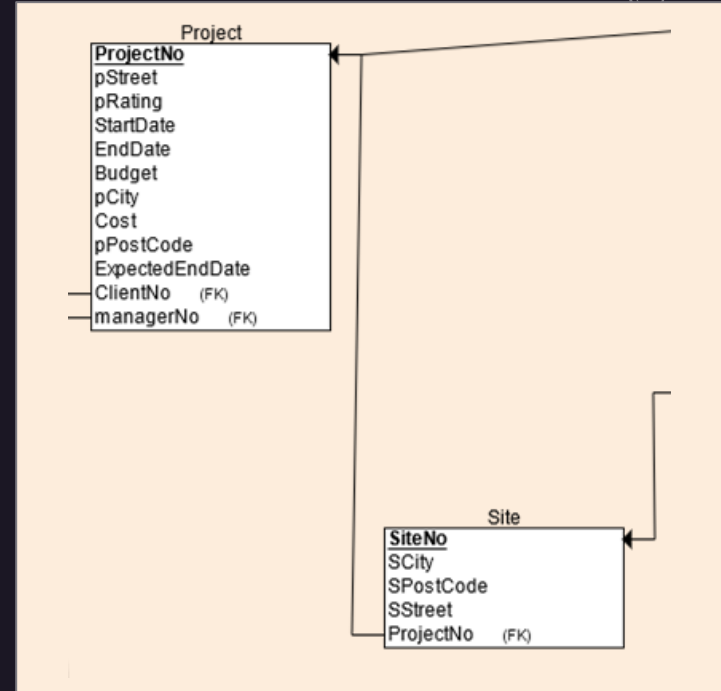 Project
ProjectNo
pStreet
pRating
StartDate
EndDate
Budget
pCity
Cost
pPostCode
ExpectedEndDate
ClientNo (FK)
managerNo (FK)
Site
SiteNo
SCity
SPostCode
SStreet
ProjectNo (FK)